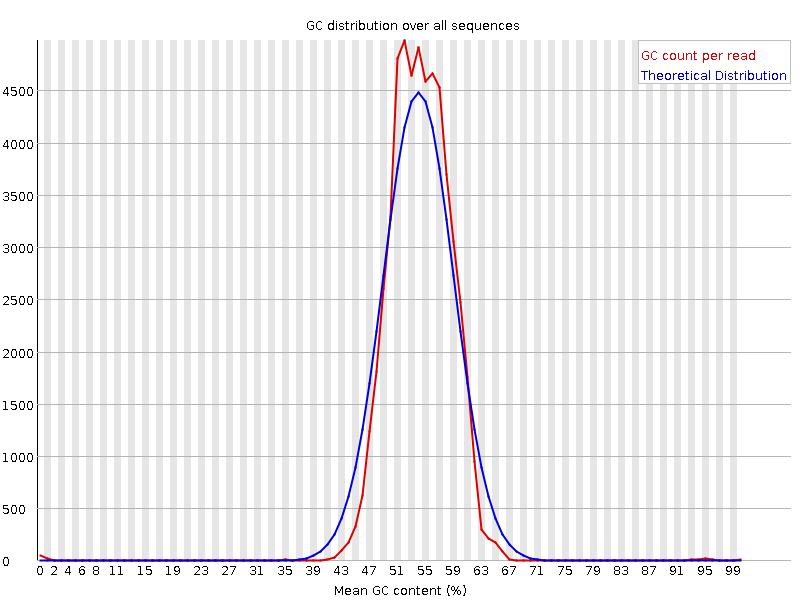 GC distribution over all sequences
GC count per read
Theoretical Distribution
4500
4000
3500
3000
2500
2000
1500
1000
500
0
0 2 4 6 8 11 15 19 23 27 31 35 39 43 47 51 55 59 63 67 71 75 79 83 87 91 95 99
Mean GC content (%)